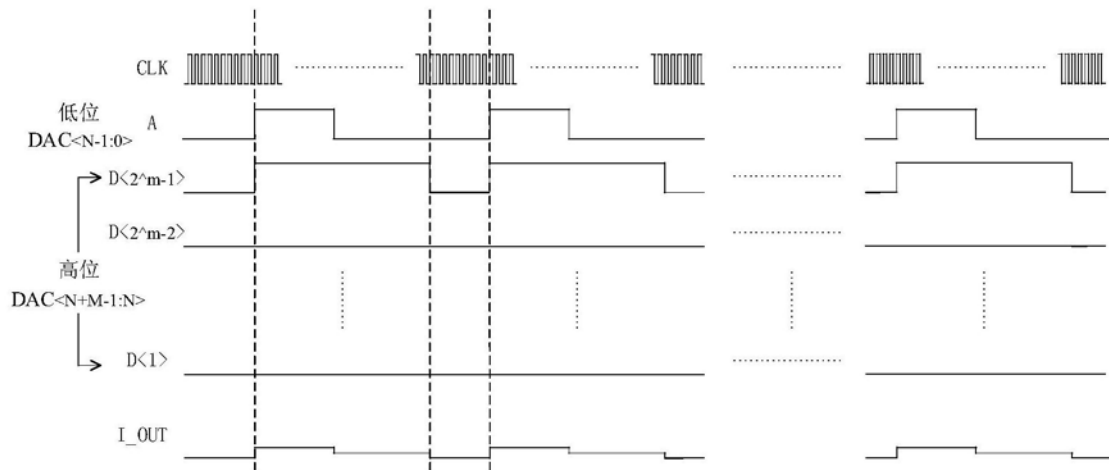 CLK
低位
A
DAC<N-1:0>
D<2^m-1>
D<2^m-2>
高位
DAC<N+M-1:N>
D<1>
I_OUT